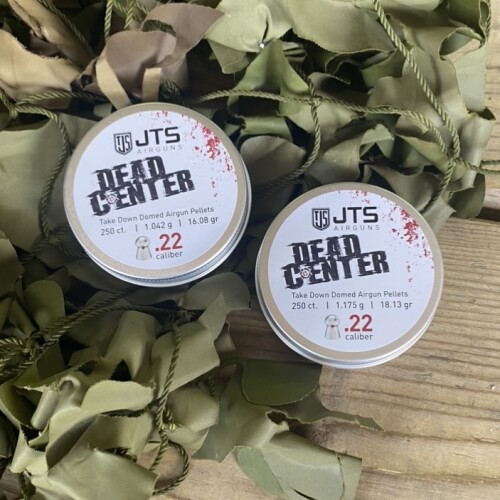 JTS
AIRGUNS
DEAD
CENTER
Take Down Domed Airgun Pellets
250 ct. | 1.042 g | 16.08 gr
.22
caliber
JTS
AIRGUNS
DEAD
CENTER
Take Down Domed Airgun Pellets
250 ct. | 1.175 g | 18.13 gr
.22
caliber